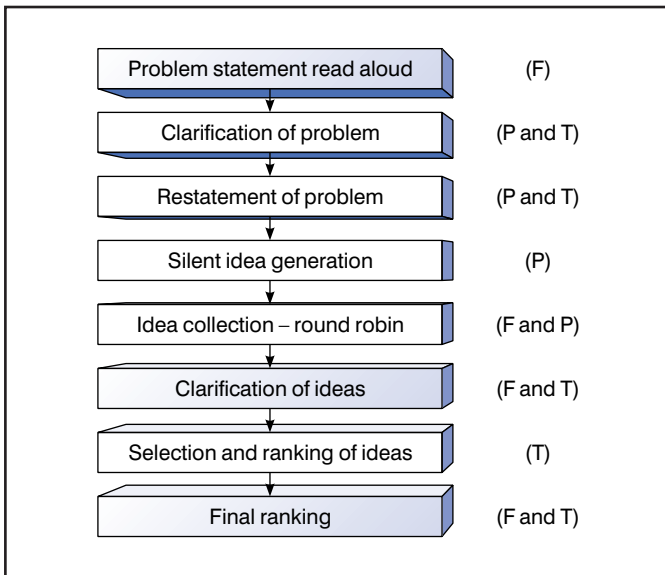 Problem statement read aloud (F)
Clarification of problem (P and T)
Restatement of problem (P and T)
Silent idea generation (P)
Idea collection – round robin (F and P)
Clarification of ideas (F and T)
Selection and ranking of ideas (T)
Final ranking (F and T)